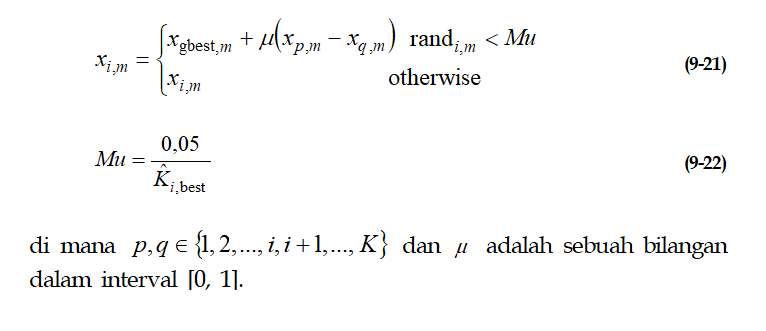 x_{i,m} = { x_{gbest,m} + μ(x_{p,m} − x_{q,m}) rand_{i,m} < Mu
x_{i,m} otherwise (9-21)
Mu = 0,05 / K̂_{i,best} (9-22)
di mana p,q ∈ {1, 2,..., i, i+1,..., K} dan μ adalah sebuah bilangan
dalam interval [0, 1].